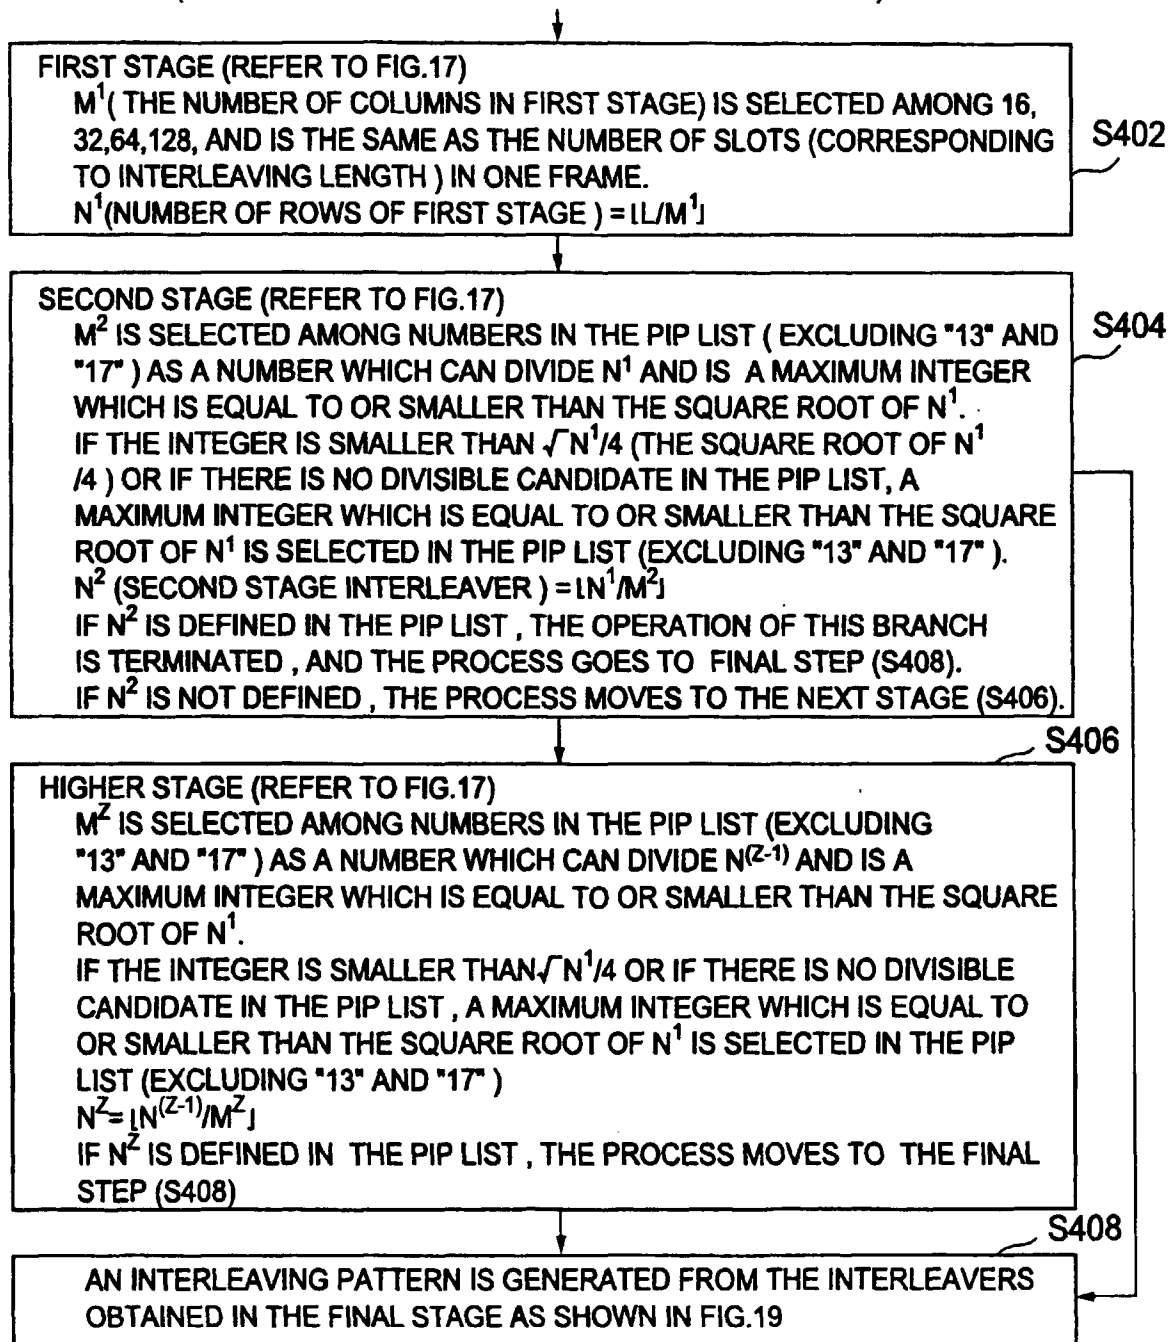 FIRST STAGE (REFER TO FIG.17)
M¹( THE NUMBER OF COLUMNS IN FIRST STAGE) IS SELECTED AMONG 16,
32,64,128, AND IS THE SAME AS THE NUMBER OF SLOTS (CORRESPONDING
TO INTERLEAVING LENGTH ) IN ONE FRAME.
N¹(NUMBER OF ROWS OF FIRST STAGE ) = ⌊L/M¹⌋
S402
SECOND STAGE (REFER TO FIG.17)
M² IS SELECTED AMONG NUMBERS IN THE PIP LIST ( EXCLUDING "13" AND
"17" ) AS A NUMBER WHICH CAN DIVIDE N¹ AND IS A MAXIMUM INTEGER
WHICH IS EQUAL TO OR SMALLER THAN THE SQUARE ROOT OF N¹.
IF THE INTEGER IS SMALLER THAN √N¹/4 (THE SQUARE ROOT OF N¹
/4 ) OR IF THERE IS NO DIVISIBLE CANDIDATE IN THE PIP LIST, A
MAXIMUM INTEGER WHICH IS EQUAL TO OR SMALLER THAN THE SQUARE
ROOT OF N¹ IS SELECTED IN THE PIP LIST (EXCLUDING "13" AND "17" ).
N² (SECOND STAGE INTERLEAVER ) = ⌊N¹/M²⌋
IF N² IS DEFINED IN THE PIP LIST , THE OPERATION OF THIS BRANCH
IS TERMINATED , AND THE PROCESS GOES TO FINAL STEP (S408).
IF N² IS NOT DEFINED , THE PROCESS MOVES TO THE NEXT STAGE (S406).
S404
S406
HIGHER STAGE (REFER TO FIG.17)
M^Z IS SELECTED AMONG NUMBERS IN THE PIP LIST (EXCLUDING
"13" AND "17" ) AS A NUMBER WHICH CAN DIVIDE N^(Z-1) AND IS A
MAXIMUM INTEGER WHICH IS EQUAL TO OR SMALLER THAN THE SQUARE
ROOT OF N¹.
IF THE INTEGER IS SMALLER THAN√N¹/4 OR IF THERE IS NO DIVISIBLE
CANDIDATE IN THE PIP LIST , A MAXIMUM INTEGER WHICH IS EQUAL TO
OR SMALLER THAN THE SQUARE ROOT OF N¹ IS SELECTED IN THE PIP
LIST (EXCLUDING "13" AND "17" )
N^Z= ⌊N^(Z-1)/M^Z⌋
IF N^Z IS DEFINED IN THE PIP LIST , THE PROCESS MOVES TO THE FINAL
STEP (S408)
S408
AN INTERLEAVING PATTERN IS GENERATED FROM THE INTERLEAVERS
OBTAINED IN THE FINAL STAGE AS SHOWN IN FIG.19